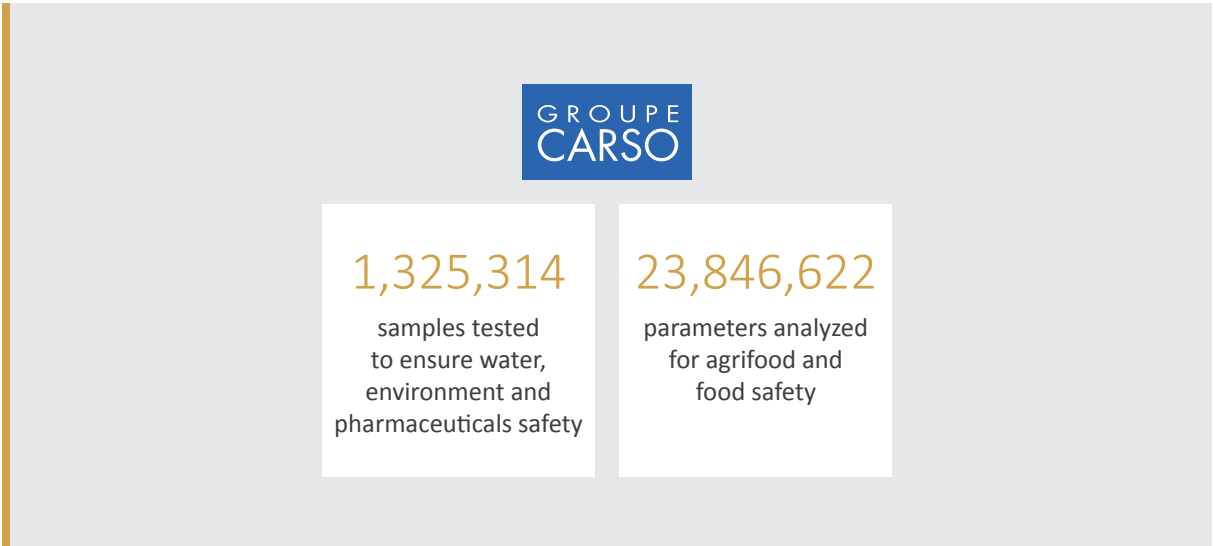 GROUPE
CARSO
1,325,314
samples tested
to ensure water,
environment and
pharmaceuticals safety
23,846,622
parameters analyzed
for agrifood and
food safety